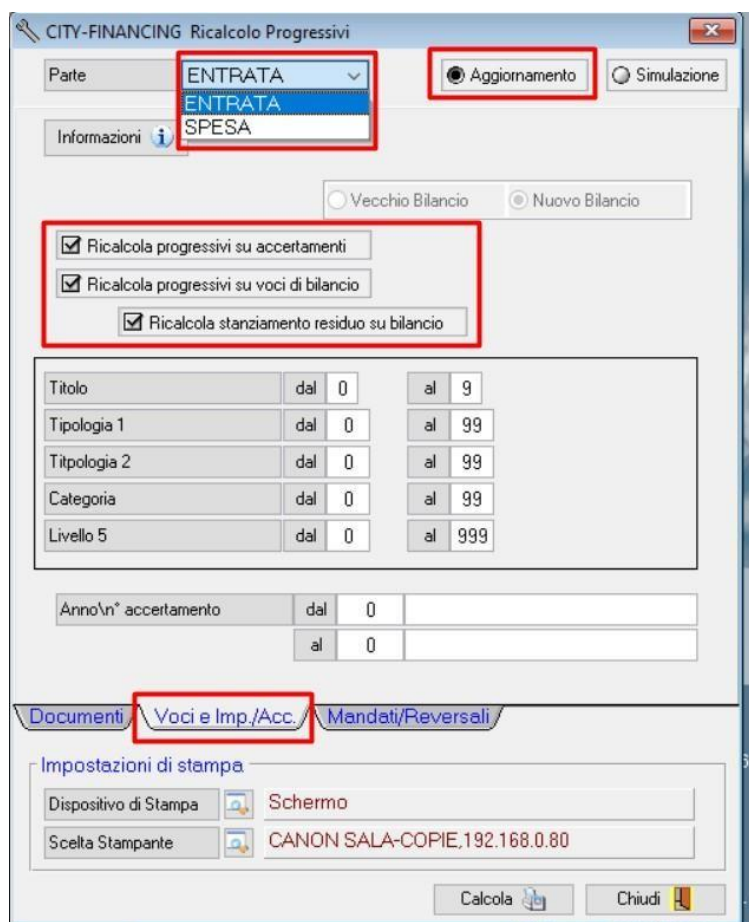 CITY-FINANCING Ricalcolo Progressivi
Parte ENTRATA Aggiornamento Simulazione
ENTRATA
SPESA
Informazioni
Vecchio Bilancio Nuovo Bilancio
Ricalcola progressivi su accertamenti
Ricalcola progressivi su voci di bilancio
Ricalcola stanziamento residuo su bilancio
Titolo dal 0 al 9
Tipologia 1 dal 0 al 99
Titpologia 2 dal 0 al 99
Categoria dal 0 al 99
Livello 5 dal 0 al 999
Anno\n° accertamento dal 0
al 0
Documenti Voci e Imp./Acc. Mandati/Reversali
Impostazioni di stampa
Dispositivo di Stampa Schermo
Scelta Stampante CANON SALA-COPIE,192.168.0.80
Calcola Chiudi